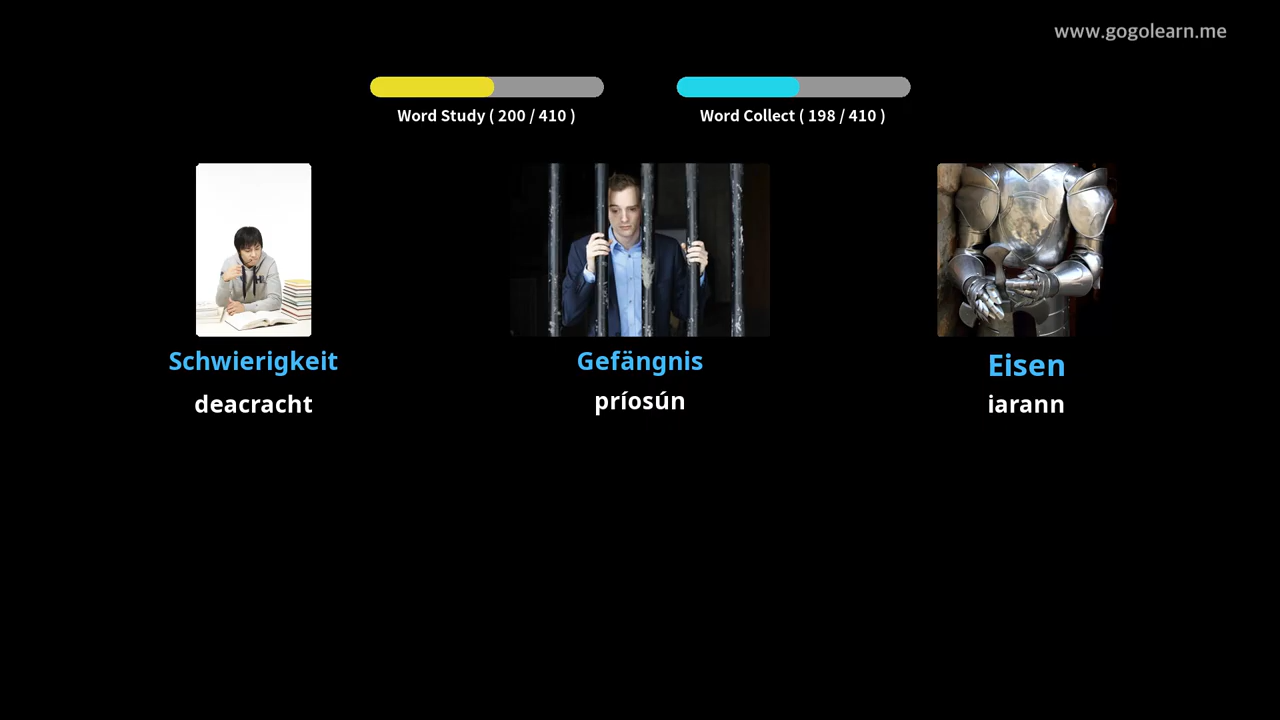 www.gogolearn.me
Word Study ( 200 / 410 )
Word Collect ( 198 / 410 )
Schwierigkeit
deacracht
Gefängnis
príosún
Eisen
iarann